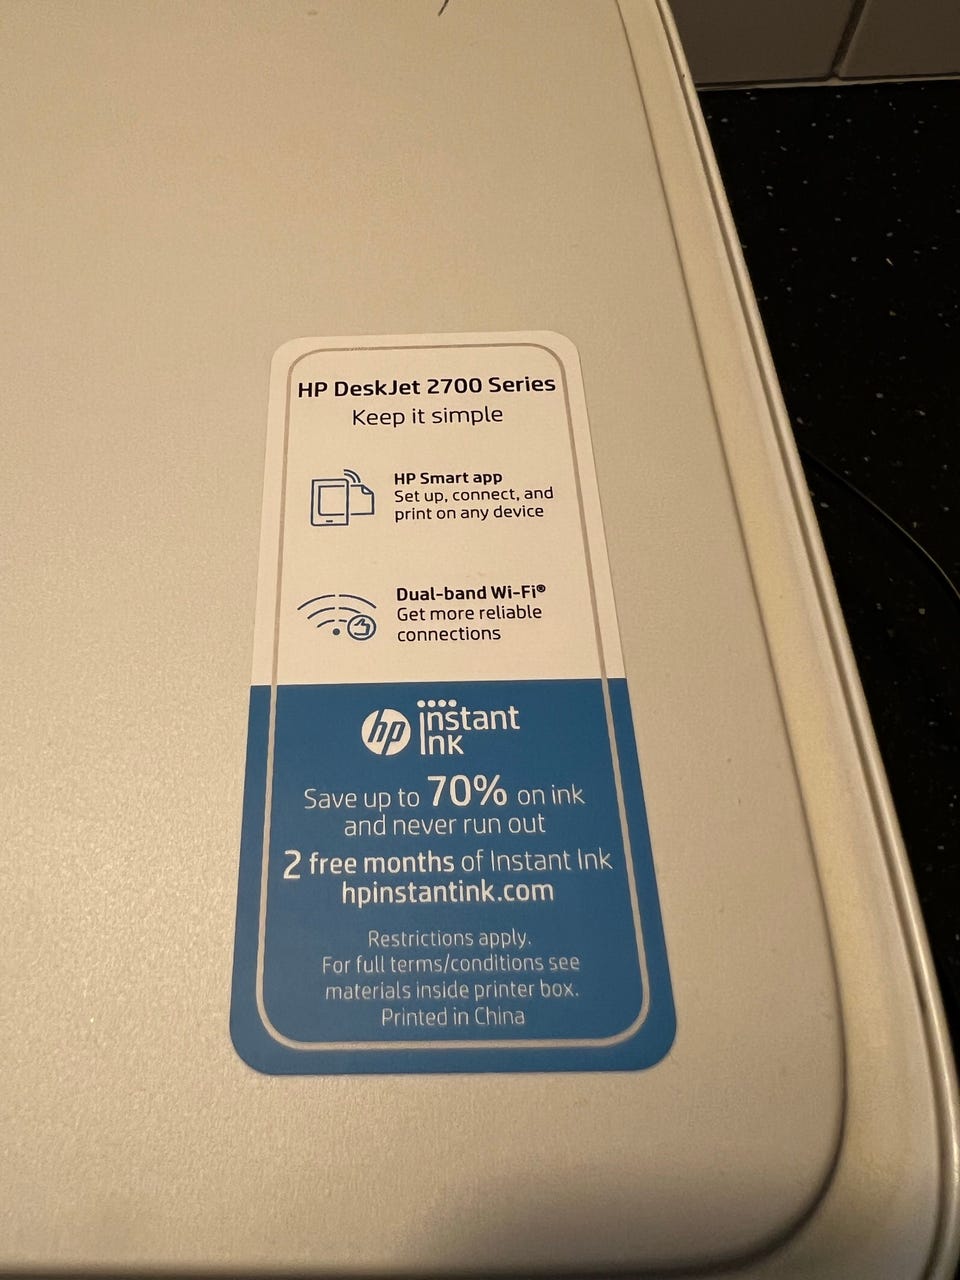 HP DeskJet 2700 Series
Keep it simple
HP Smart app
Set up, connect, and
print on any device
Dual-band Wi-Fi®
Get more reliable
connections
hp instant
ink
Save up to 70% on ink
and never run out
2 free months of Instant Ink
hpinstantink.com
Restrictions apply.
For full terms/conditions see
materials inside printer box.
Printed in China